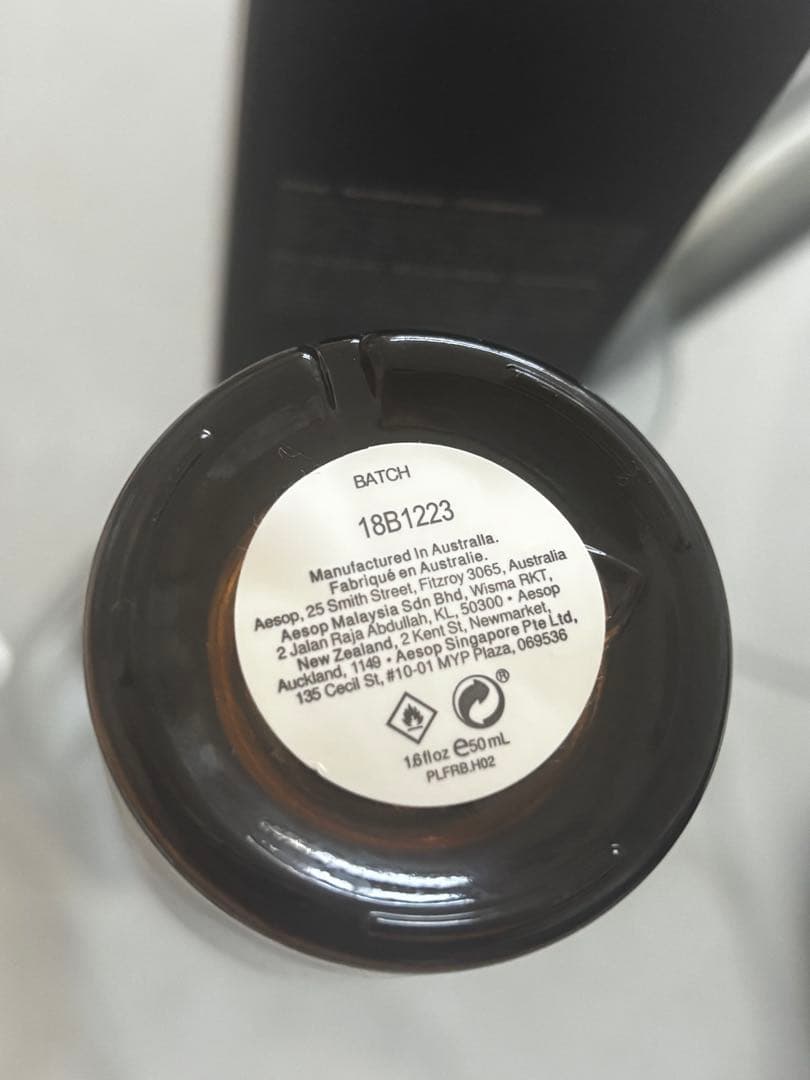 BATCH
18B1223
Manufactured In Australia.
Fabriqué en Australie.
Aesop, 25 Smith Street, Fitzroy 3065, Australia
Aesop Malaysia Sdn Bhd, Wisma RKT,
2 Jalan Raja Abdullah, KL, 50300 • Aesop
New Zealand, 2 Kent St, Newmarket,
Auckland, 1149 • Aesop Singapore Pte Ltd,
135 Cecil St, #10-01 MYP Plaza, 069536
®
1.6 fl oz ℮50 mL
PLFRB.H02